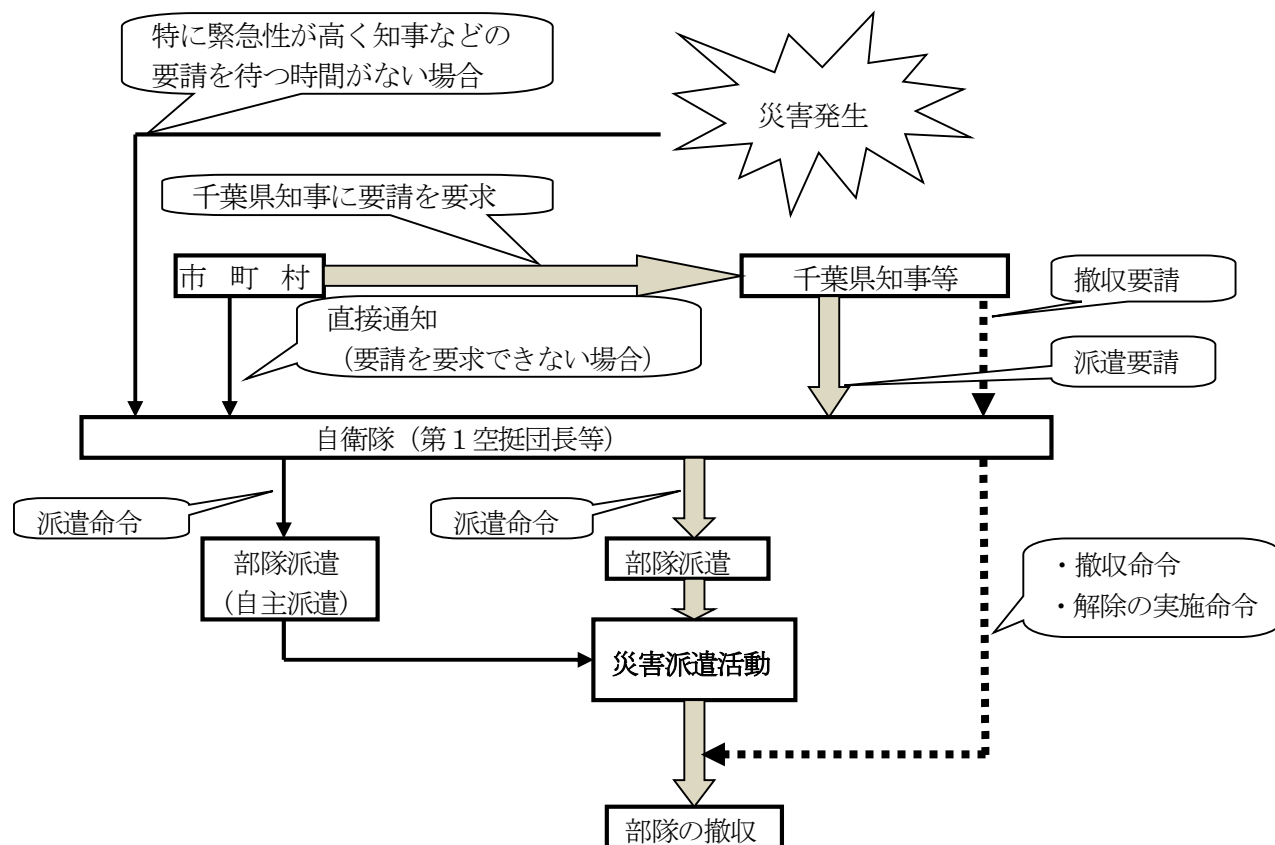 特に緊急性が高く知事などの
要請を待つ時間がない場合
災害発生
千葉県知事に要請を要求
市 町 村
千葉県知事等
撤収要請
直接通知
（要請を要求できない場合）
派遣要請
自衛隊（第１空挺団長等）
派遣命令
派遣命令
部隊派遣
（自主派遣）
部隊派遣
・撤収命令
・解除の実施命令
災害派遣活動
部隊の撤収